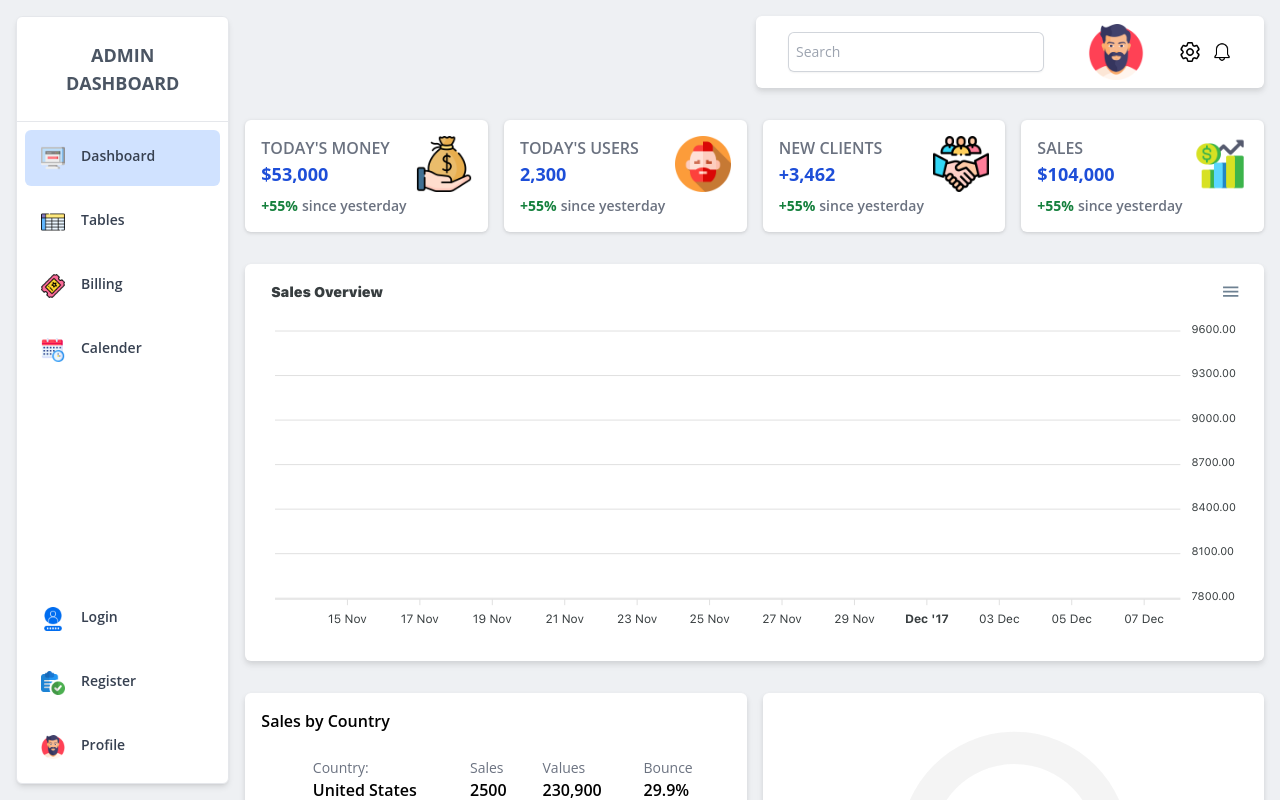 ADMIN
DASHBOARD
Dashboard
Tables
Billing
Calender
Login
Register
Profile
Search
TODAY'S MONEY
$53,000
+55% since yesterday
TODAY'S USERS
2,300
+55% since yesterday
NEW CLIENTS
+3,462
+55% since yesterday
SALES
$104,000
+55% since yesterday
Sales Overview
9600.00
9300.00
9000.00
8700.00
8400.00
8100.00
7800.00
15 Nov 17 Nov 19 Nov 21 Nov 23 Nov 25 Nov 27 Nov 29 Nov Dec '17 03 Dec 05 Dec 07 Dec
Sales by Country
Country: Sales Values Bounce
United States 2500 230,900 29.9%